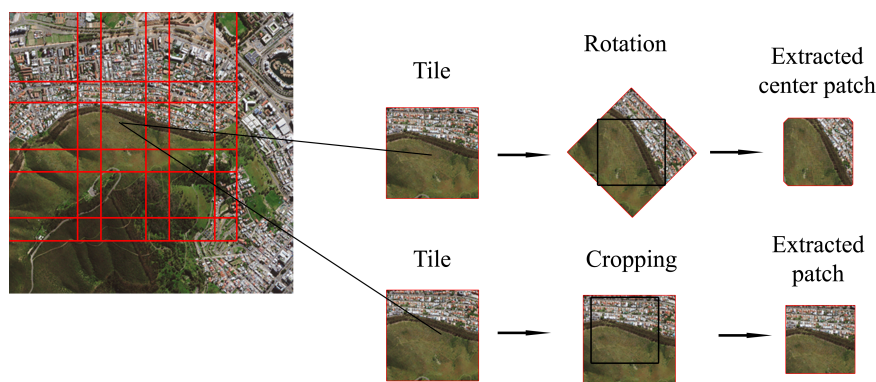 Tile
Rotation
Extracted
center patch
Tile
Cropping
Extracted
patch